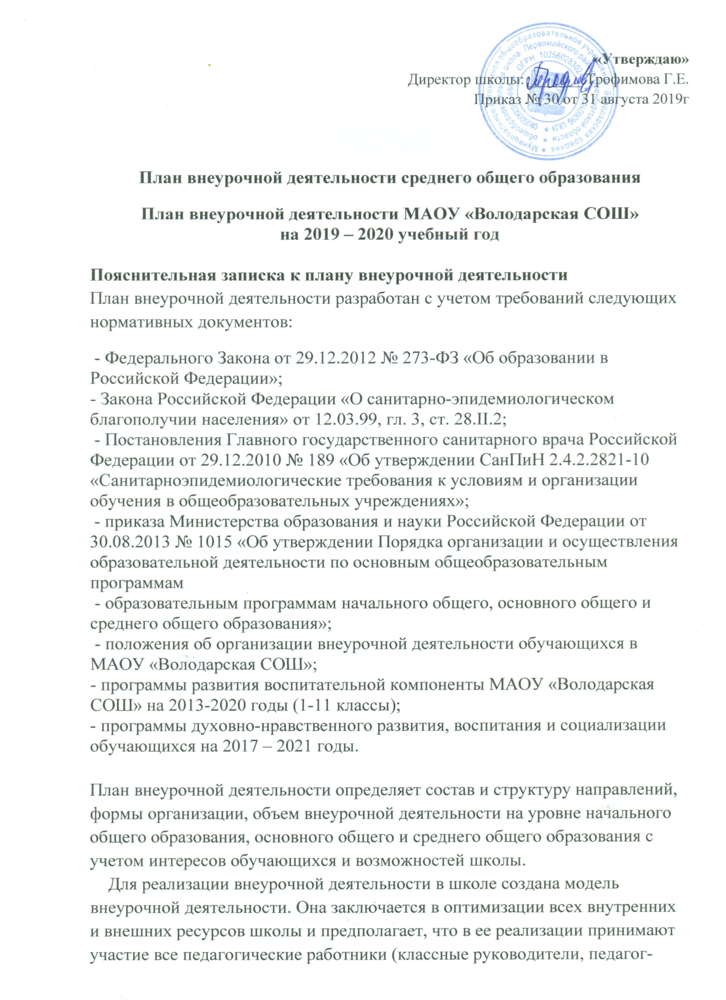 «Утверждаю»
Директор школы: Трофимова Г.Е.
Приказ № 30 от 31 августа 2019г
Муниципальное автономное общеобразовательное учреждение Володарская средняя
общеобразовательная школа Первомайского района Оренбургской области
ИНН 5639005040 ОГРН КПП
План внеурочной деятельности среднего общего образования
План внеурочной деятельности МАОУ «Володарская СОШ»
на 2019 – 2020 учебный год
Пояснительная записка к плану внеурочной деятельности
План внеурочной деятельности разработан с учетом требований следующих
нормативных документов:
- Федерального Закона от 29.12.2012 № 273-ФЗ «Об образовании в
Российской Федерации»;
- Закона Российской Федерации «О санитарно-эпидемиологическом
благополучии населения» от 12.03.99, гл. 3, ст. 28.II.2;
- Постановления Главного государственного санитарного врача Российской
Федерации от 29.12.2010 № 189 «Об утверждении СанПиН 2.4.2.2821-10
«Санитарноэпидемиологические требования к условиям и организации
обучения в общеобразовательных учреждениях»;
- приказа Министерства образования и науки Российской Федерации от
30.08.2013 № 1015 «Об утверждении Порядка организации и осуществления
образовательной деятельности по основным общеобразовательным
программам
- образовательным программам начального общего, основного общего и
среднего общего образования»;
- положения об организации внеурочной деятельности обучающихся в
МАОУ «Володарская СОШ»;
- программы развития воспитательной компоненты МАОУ «Володарская
СОШ» на 2013-2020 годы (1-11 классы);
- программы духовно-нравственного развития, воспитания и социализации
обучающихся на 2017 – 2021 годы.
План внеурочной деятельности определяет состав и структуру направлений,
формы организации, объем внеурочной деятельности на уровне начального
общего образования, основного общего и среднего общего образования с
учетом интересов обучающихся и возможностей школы.
Для реализации внеурочной деятельности в школе создана модель
внеурочной деятельности. Она заключается в оптимизации всех внутренних
и внешних ресурсов школы и предполагает, что в ее реализации принимают
участие все педагогические работники (классные руководители, педагог-